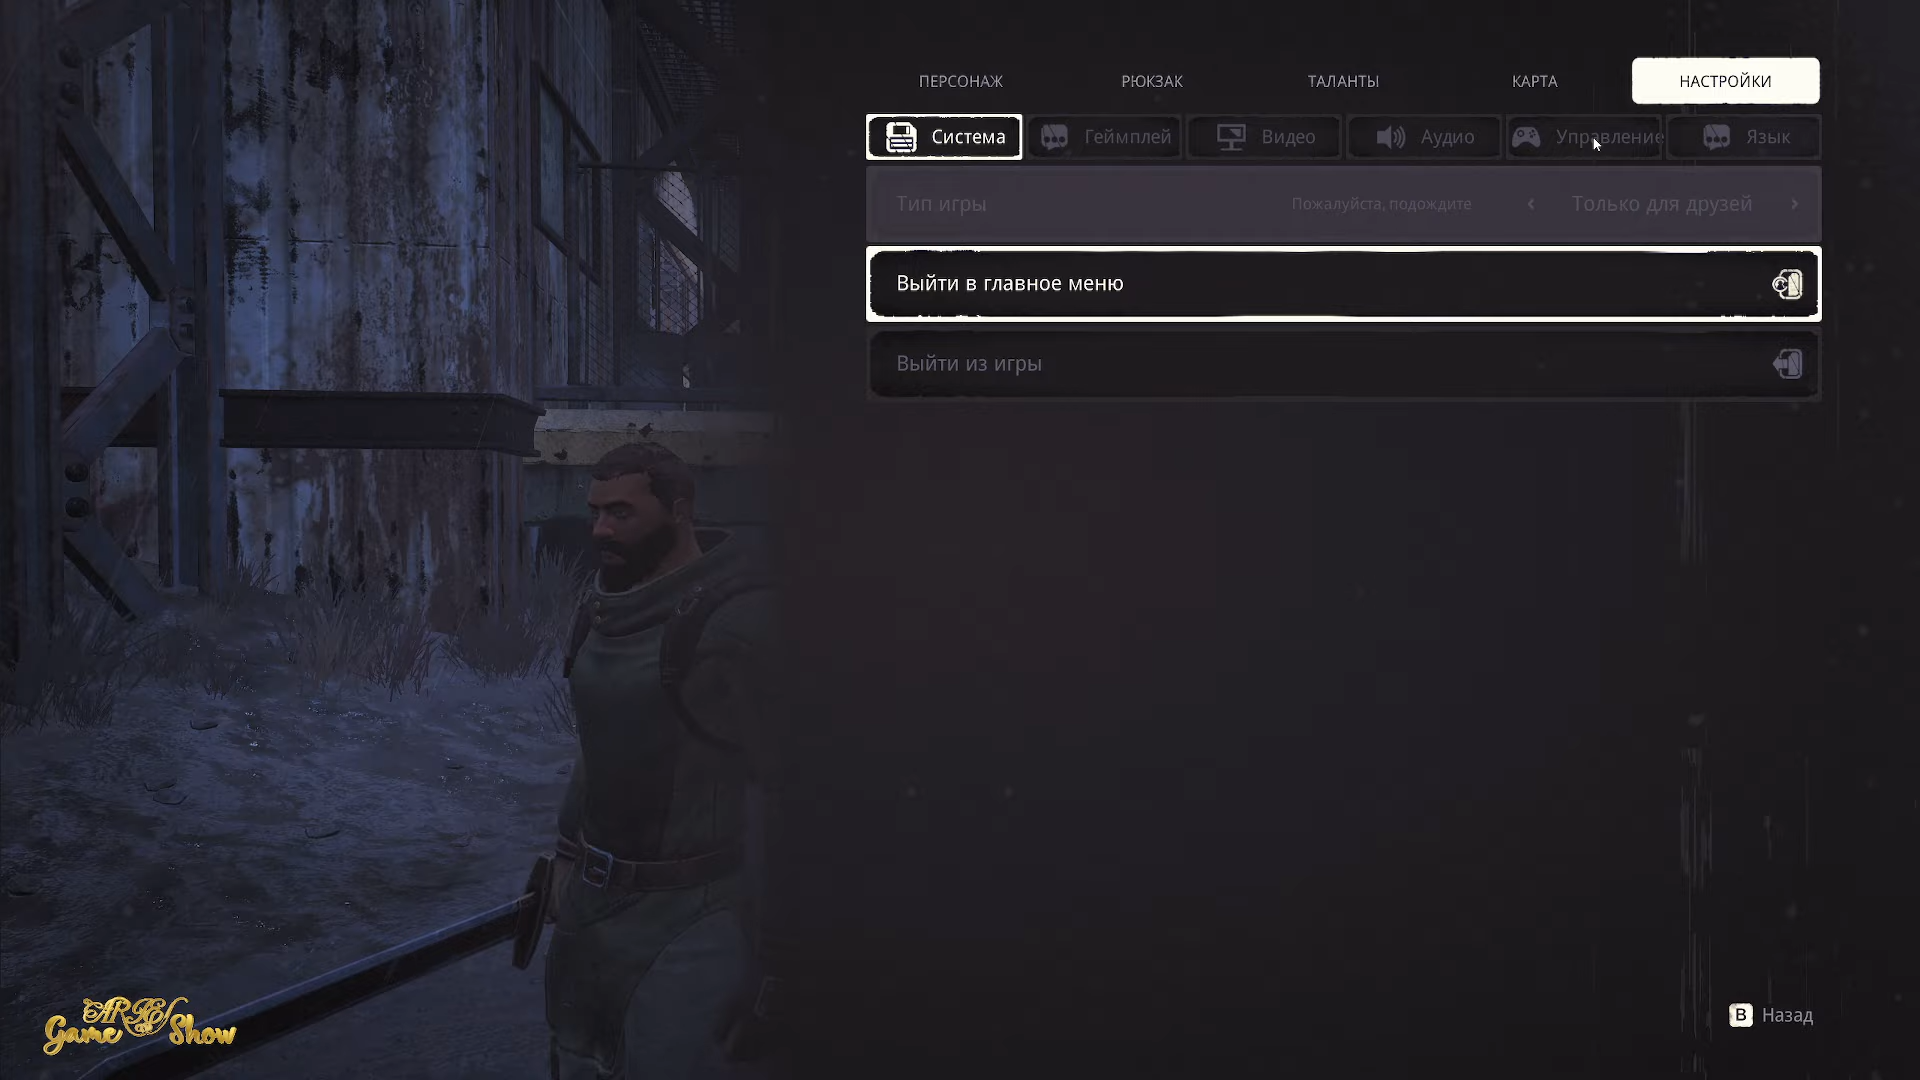 ПЕРСОНАЖ РЮКЗАК ТАЛАНТЫ КАРТА НАСТРОЙКИ
Система Геймплей Видео Аудио Управление Язык
Тип игры Пожалуйста, подождите Только для друзей
Выйти в главное меню
Выйти из игры
ARGEI
Game Show
B Назад